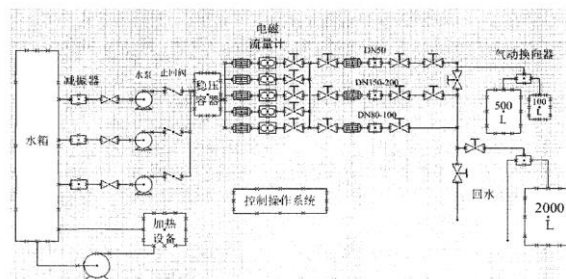 电磁
流量计
DN50
气动换向器
减振器
水泵
止回阀
稳压
容器
DN150-200
500
L
100
L
DN80-100
水箱
控制操作系统
回水
加热
设备
2000
L